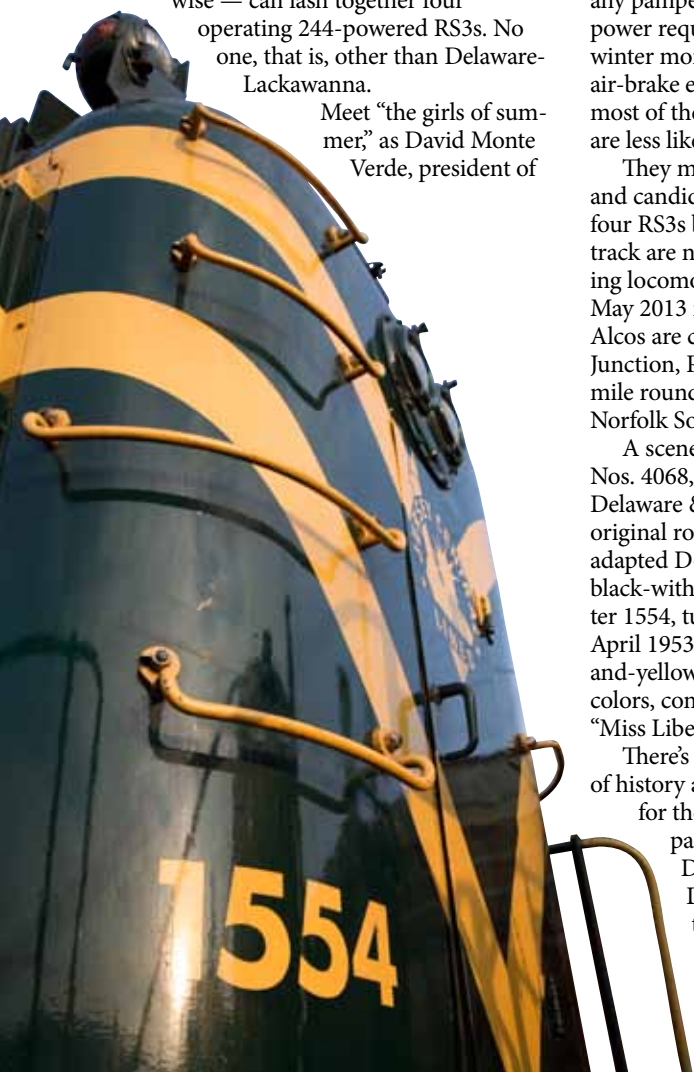 wise — can lash together four
operating 244-powered RS3s. No
one, that is, other than Delaware-
Lackawanna.
Meet “the girls of sum-
mer,” as David Monte
Verde, president of
1554
any pampe
power requ
winter mor
air-brake e
most of the
are less like
They m
and candid
four RS3s b
track are n
ing locomo
May 2013
Alcos are c
Junction, P
mile round
Norfolk So
A scene
Nos. 4068,
Delaware &
original ro
adapted D
black-with
ter 1554, tu
April 1953
and-yellow
colors, con
“Miss Libe
There’s
of history a
for the
pa
D